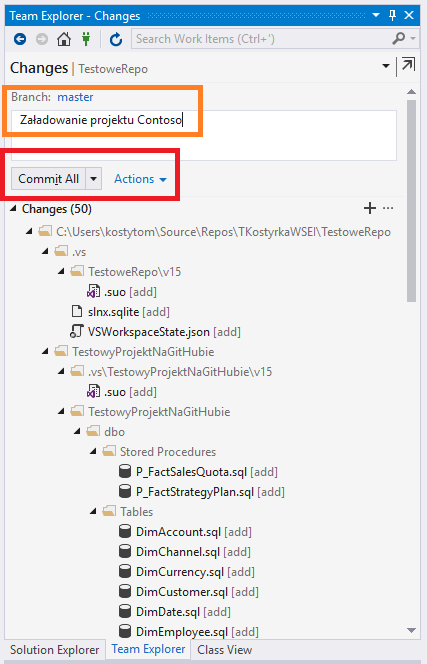 Team Explorer - Changes
Search Work Items (Ctrl+')
Changes | TestoweRepo
Branch: master
Załadowanie projektu Contoso
Commit All Actions
Changes (50)
C:\Users\kostytom\Source\Repos\TKostyrkaWSEI\TestoweRepo
.vs
TestoweRepo\v15
.suo [add]
slnx.sqlite [add]
VSWorkspaceState.json [add]
TestowyProjektNaGitHubie
.vs\TestowyProjektNaGitHubie\v15
.suo [add]
TestowyProjektNaGitHubie
dbo
Stored Procedures
P_FactSalesQuota.sql [add]
P_FactStrategyPlan.sql [add]
Tables
DimAccount.sql [add]
DimChannel.sql [add]
DimCurrency.sql [add]
DimCustomer.sql [add]
DimDate.sql [add]
DimEmployee.sql [add]
Solution Explorer Team Explorer Class View